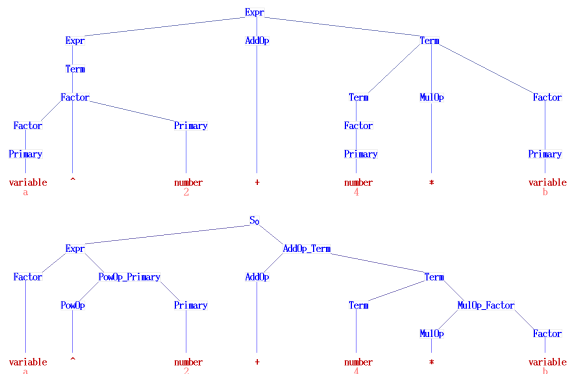 Expr
Expr AddOp Term
Term
Factor Term MulOp Factor
Factor Primary Factor
Primary Primary Primary
variable ^ number + number * variable
a 2 4 b
S₀
Expr AddOp_Term
Factor PowOp_Primary AddOp Term
PowOp Primary Term MulOp_Factor
MulOp Factor
variable ^ number + number * variable
a 2 4 b